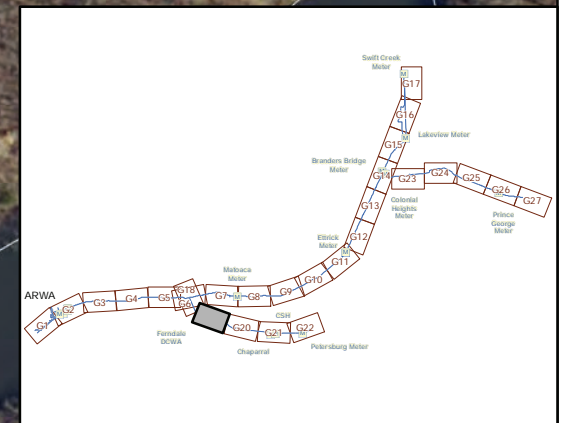 Swift Creek
Meter
M
G17
G16
M
Lakeview Meter
G15
Branders Bridge
Meter
G14
G23
G24
G25
G26
G27
Colonial
Heights
Meter
Prince
George
Meter
G13
G12
Ettrick
Meter
M
G11
Matoaca
Meter
G10
ARWA
G1
M
G2
G3
G4
G5
G18
G6
G7
M
G8
G9
CSH
Ferndale
DCWA
G20
G21
G22
M
Chaparral
Petersburg Meter